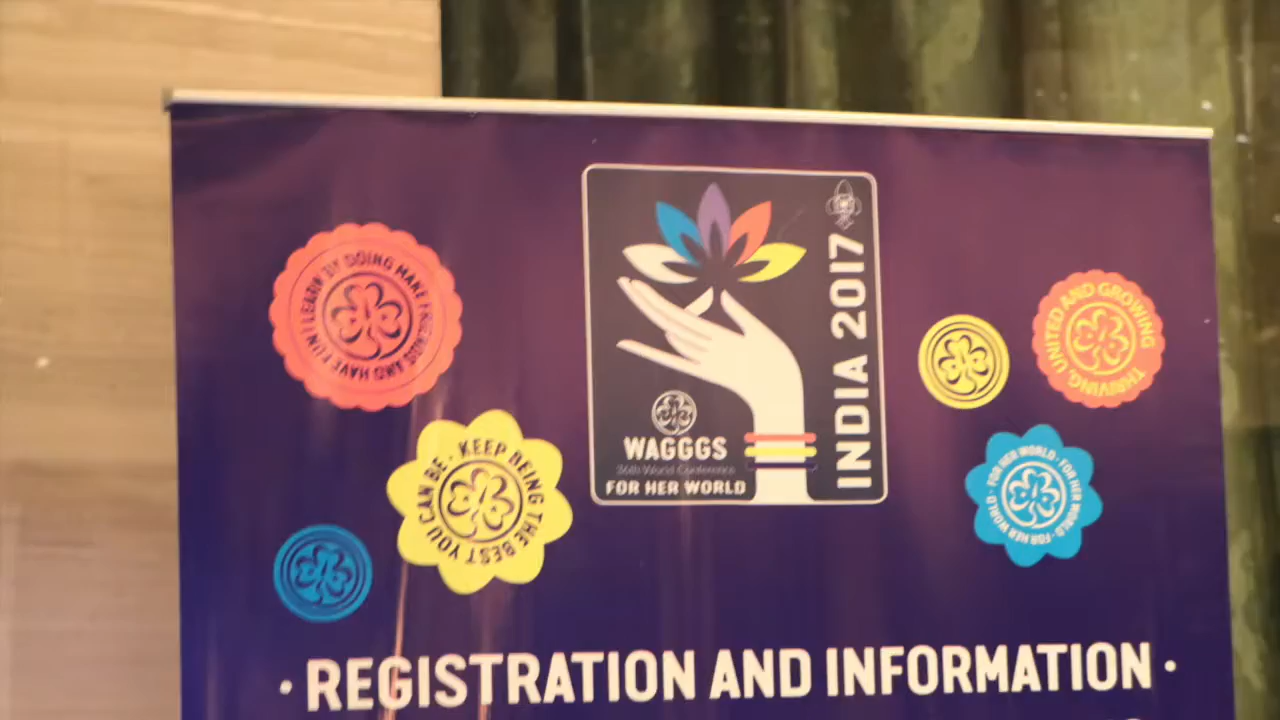 LEARN BY DOING MAKE FRIENDS AND HAVE FUN!
KEEP BEING THE BEST YOU CAN BE ·
INDIA 2017
WAGGGS
36th World Conference
FOR HER WORLD
THRIVING, UNITED AND GROWING
FOR HER WORLD · FOR HER WORLD · FOR HER WORLD ·
· REGISTRATION AND INFORMATION ·